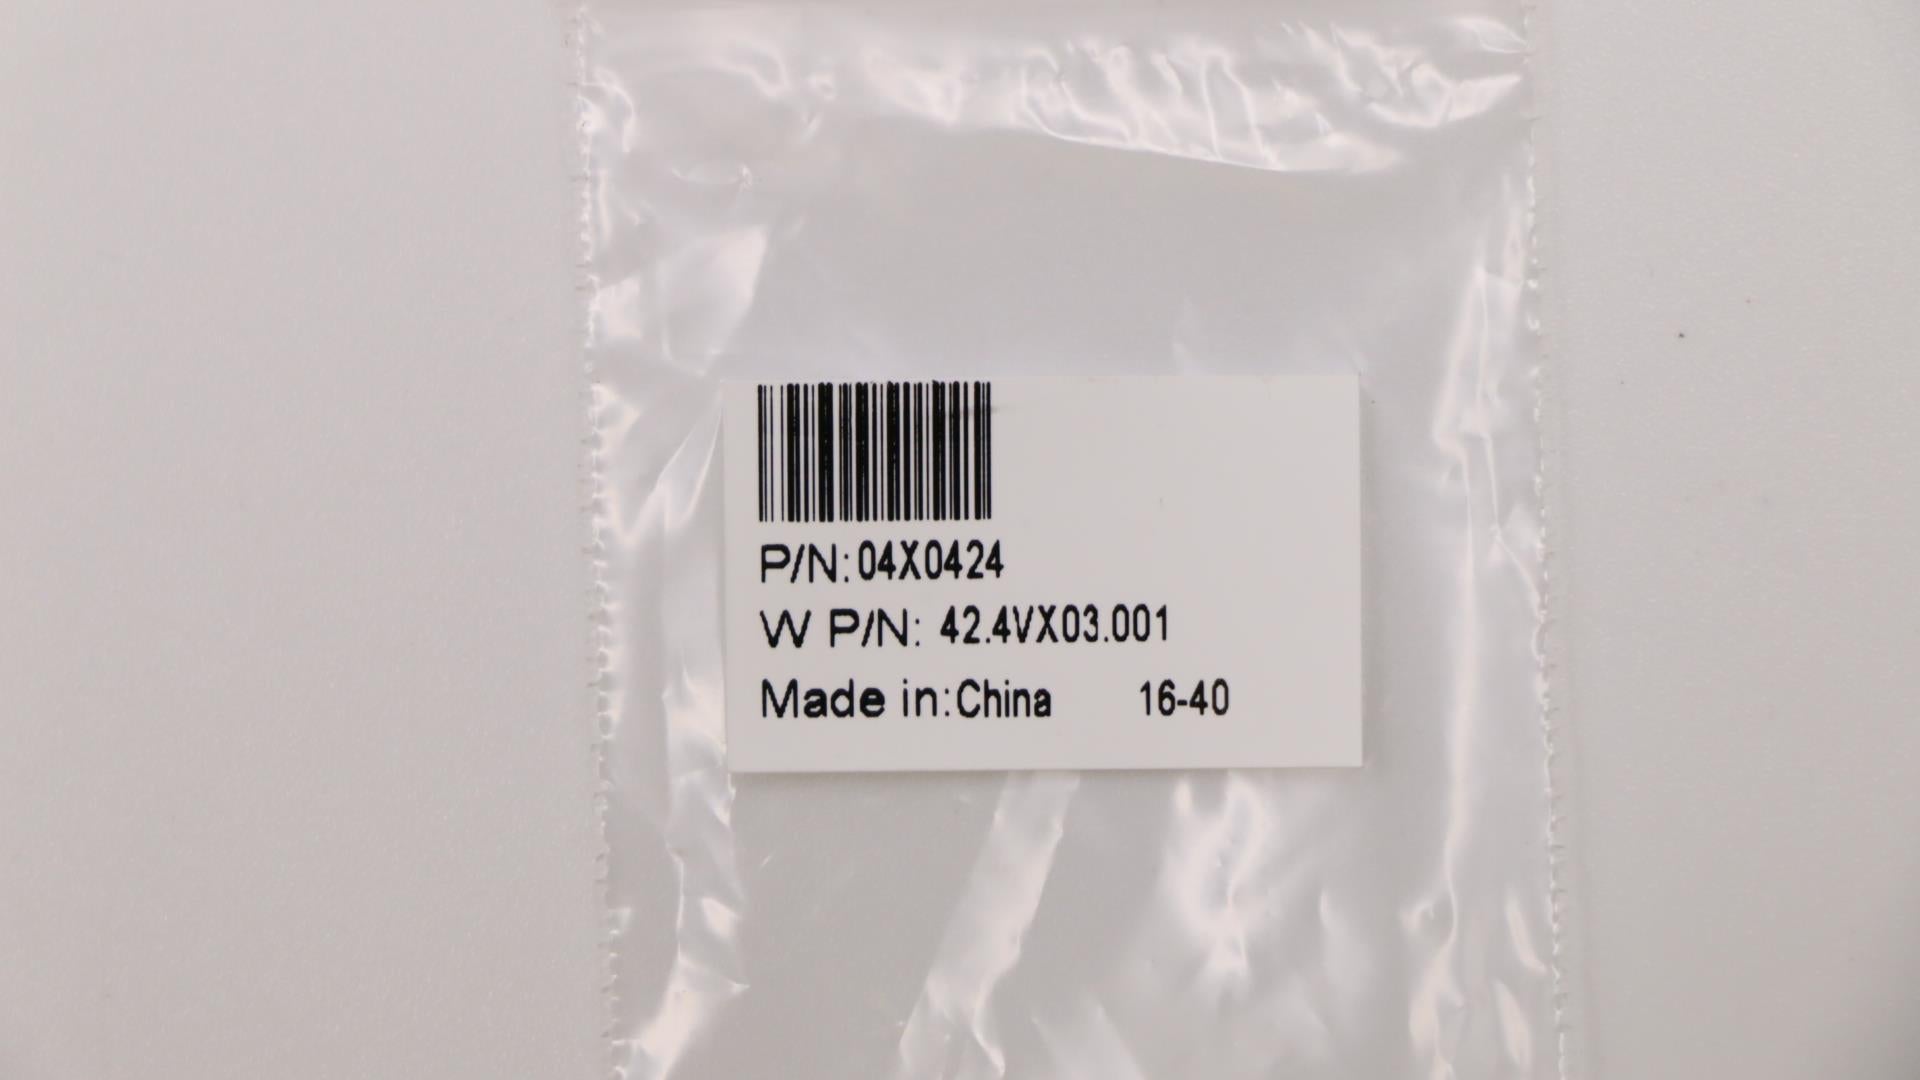 P/N:04X0424
W P/N: 42.4VX03.001
Made in:China 16-40